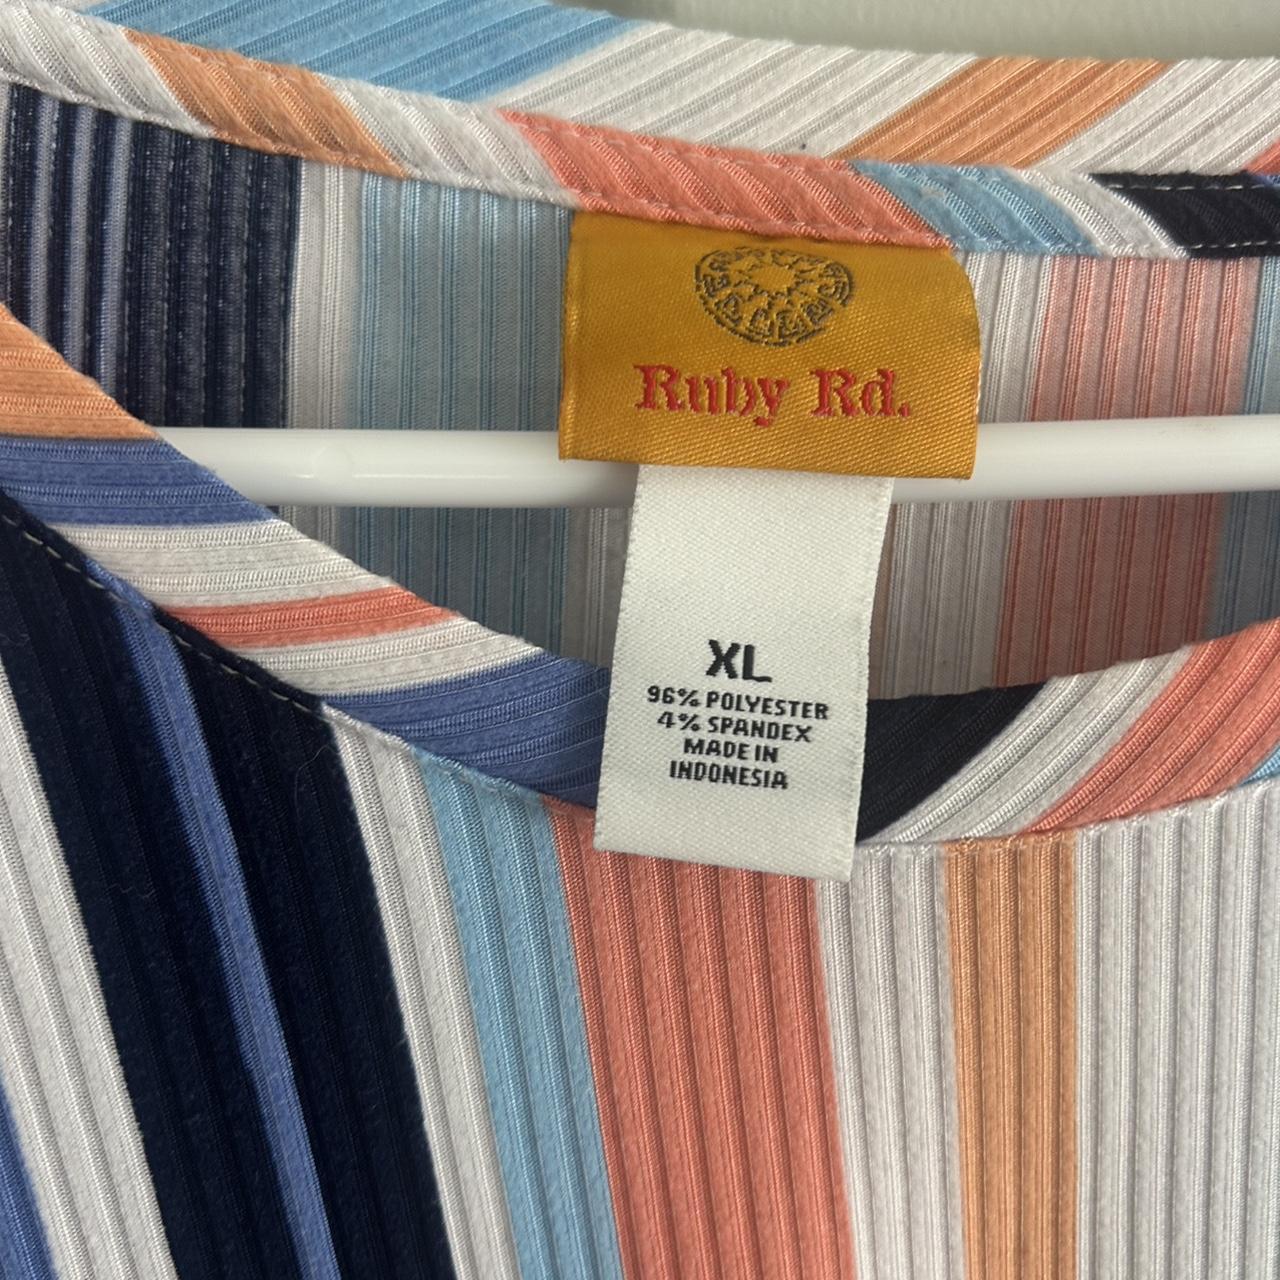 Ruby Rd.
XL
96% POLYESTER
4% SPANDEX
MADE IN
INDONESIA